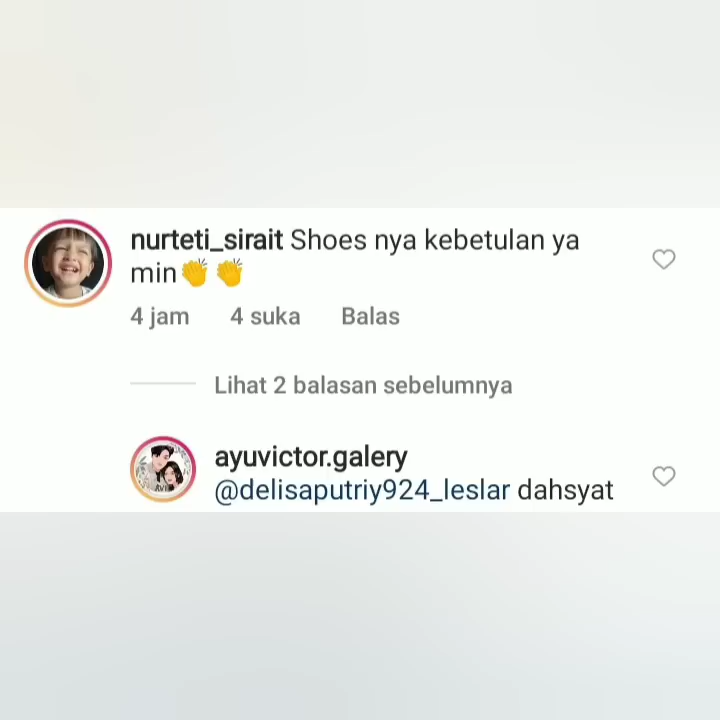 nurteti_sirait Shoes nya kebetulan ya
min👏 👏
4 jam 4 suka Balas
Lihat 2 balasan sebelumnya
ayuvictor.galery
@delisaputriy924_leslar dahsyat